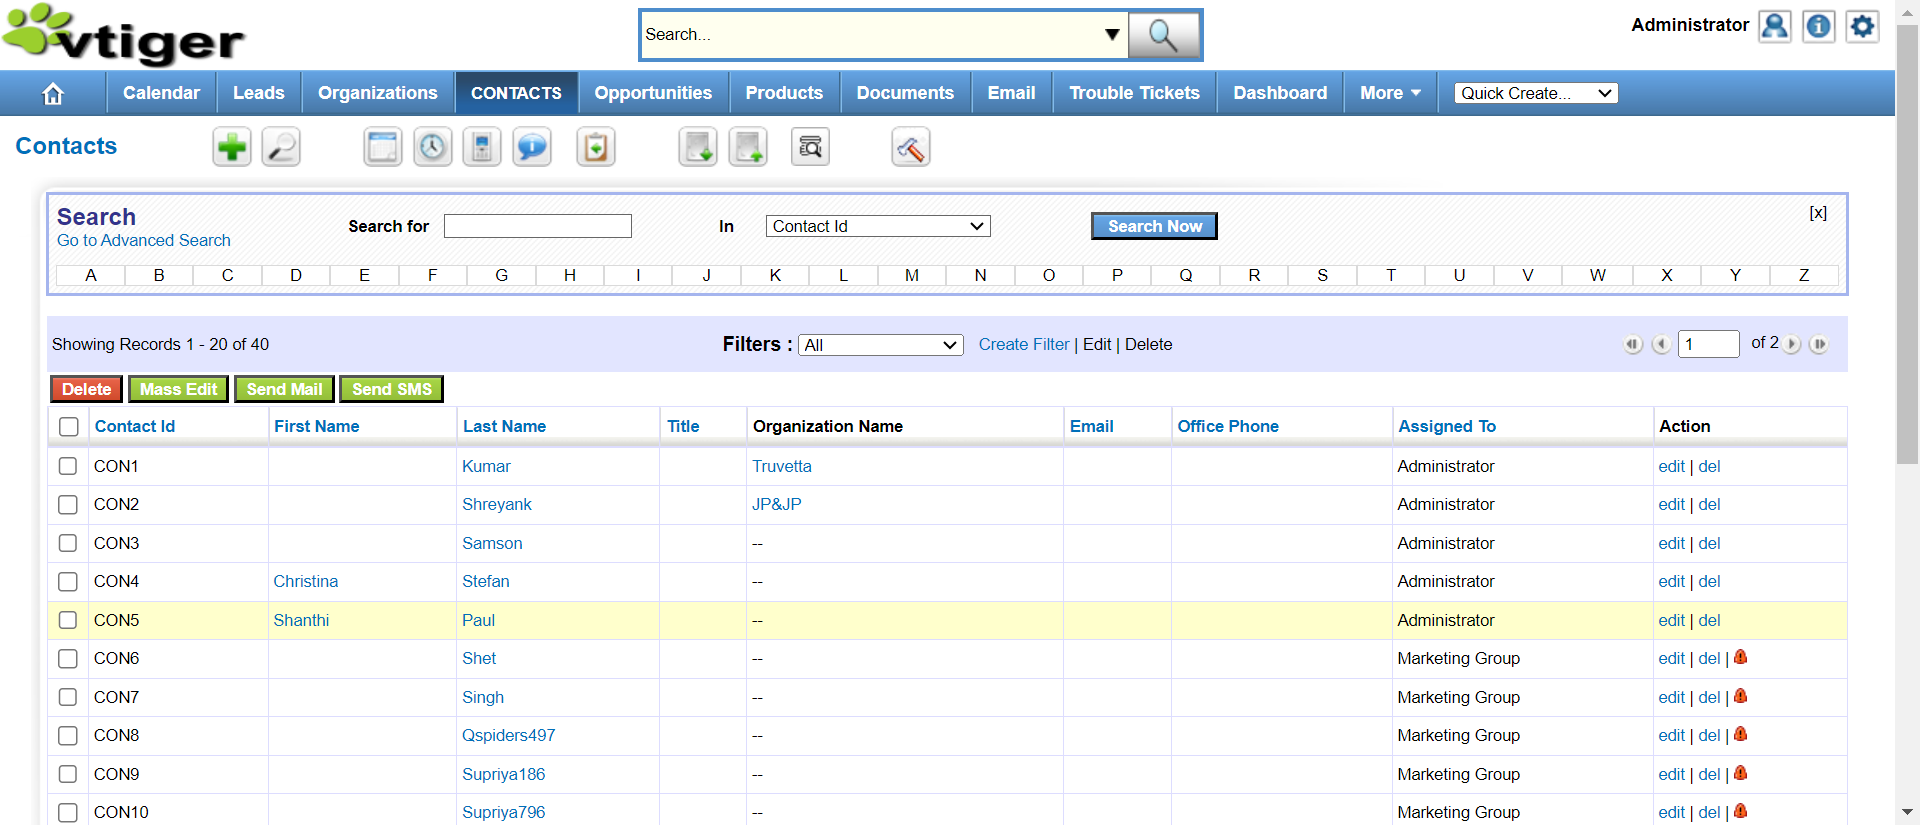 vtiger
Search...
Administrator
Calendar Leads Organizations CONTACTS Opportunities Products Documents Email Trouble Tickets Dashboard More Quick Create...
Contacts
Search
Go to Advanced Search
Search for In Contact Id Search Now [x]
A B C D E F G H I J K L M N O P Q R S T U V W X Y Z
Showing Records 1 - 20 of 40 Filters : All Create Filter | Edit | Delete 1 of 2
Delete Mass Edit Send Mail Send SMS
Contact Id First Name Last Name Title Organization Name Email Office Phone Assigned To Action
CON1 Kumar Truvetta Administrator edit | del
CON2 Shreyank JP&JP Administrator edit | del
CON3 Samson -- Administrator edit | del
CON4 Christina Stefan -- Administrator edit | del
CON5 Shanthi Paul -- Administrator edit | del
CON6 Shet -- Marketing Group edit | del |
CON7 Singh -- Marketing Group edit | del |
CON8 Qspiders497 -- Marketing Group edit | del |
CON9 Supriya186 -- Marketing Group edit | del |
CON10 Supriya796 -- Marketing Group edit | del |